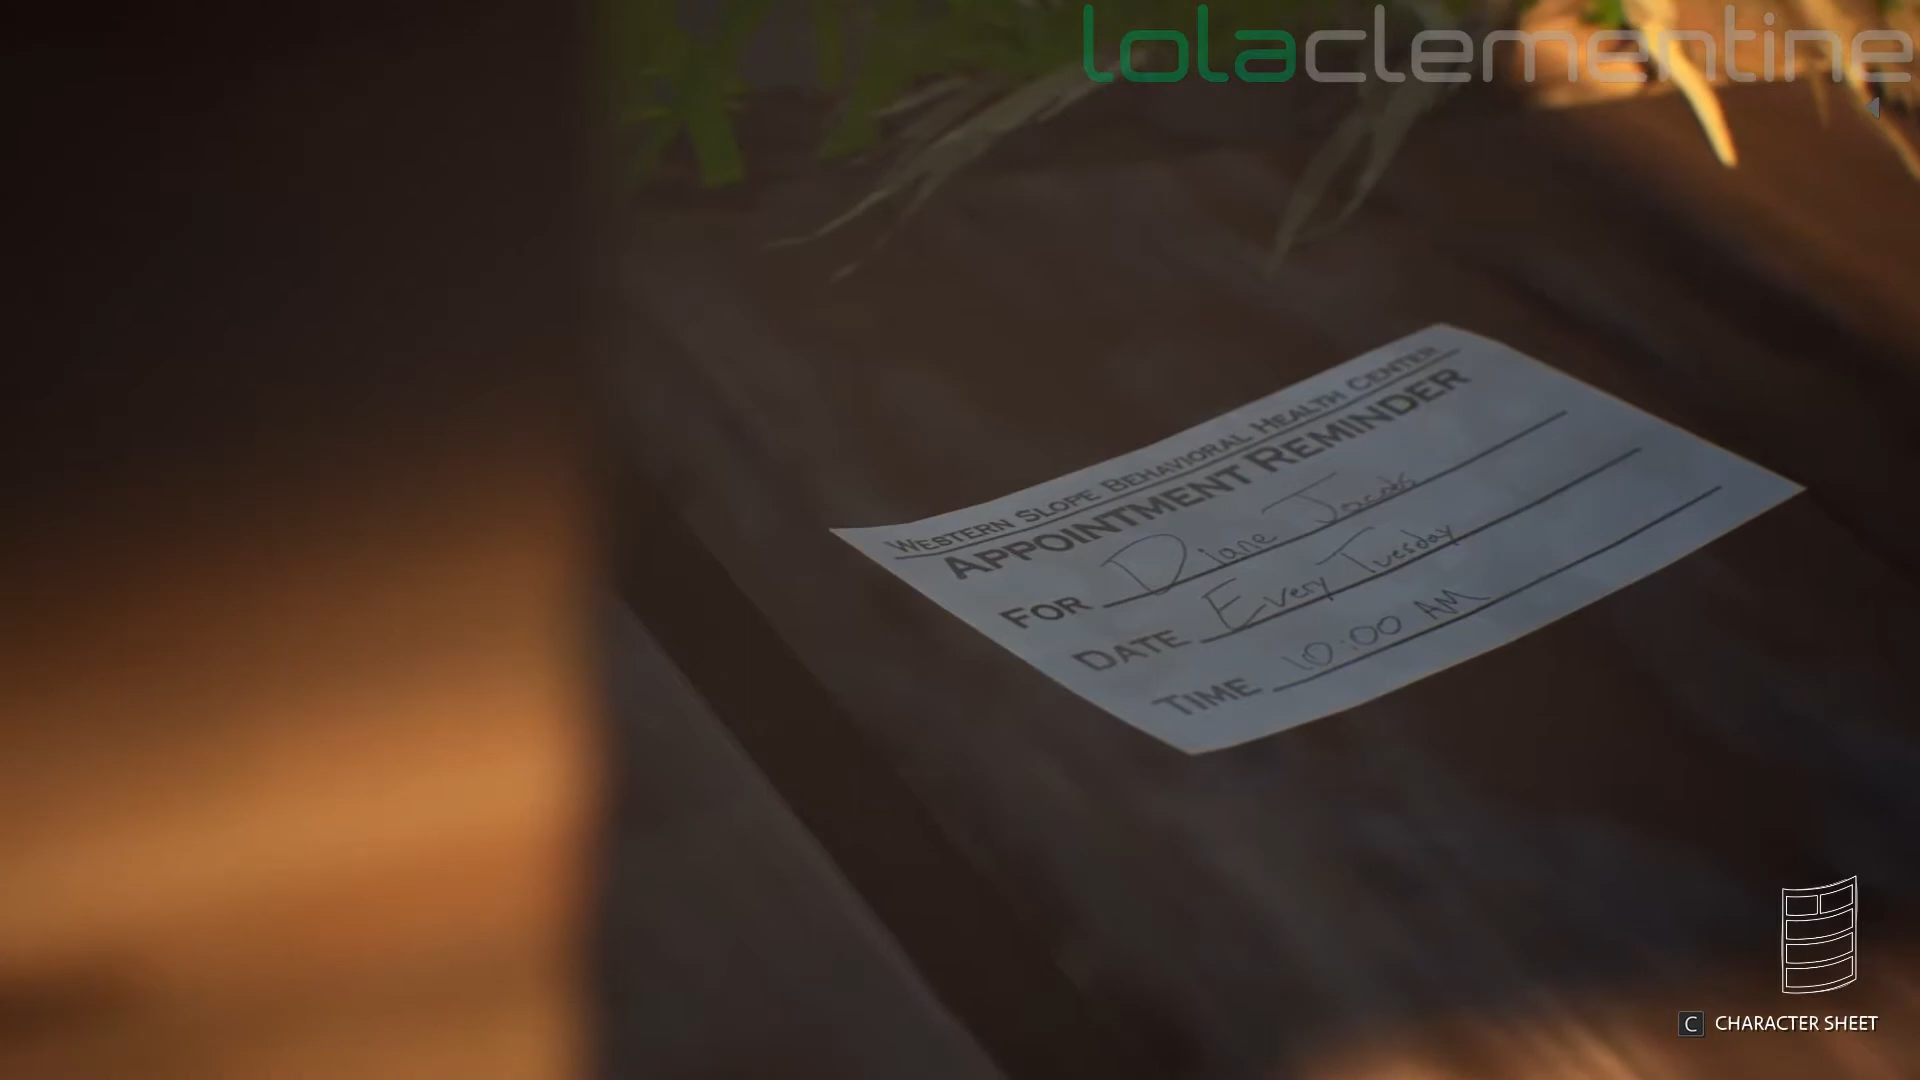 lolaclementine
WESTERN SLOPE BEHAVIORAL HEALTH CENTER
APPOINTMENT REMINDER
FOR Diane Jacobs
DATE Every Tuesday
TIME 10:00 AM
C CHARACTER SHEET